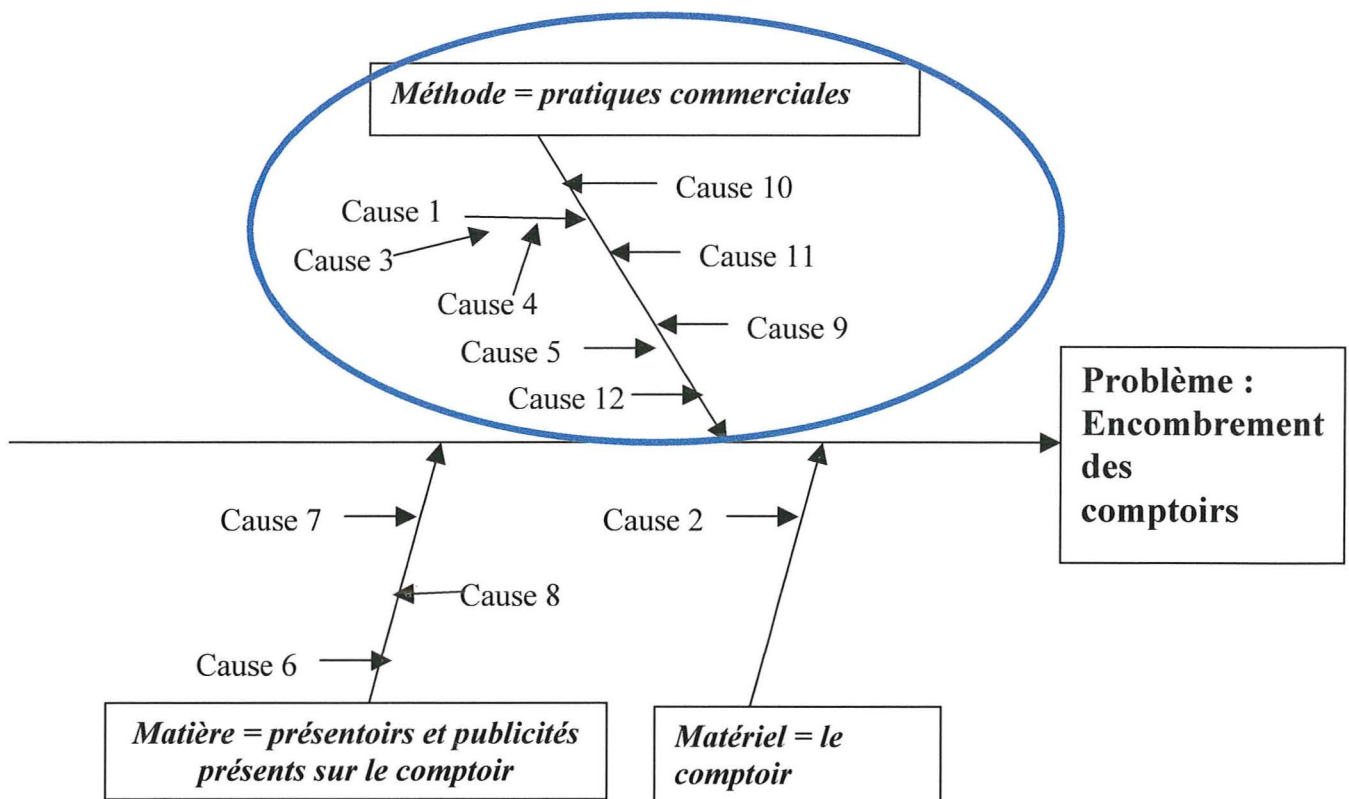 Méthode = pratiques commerciales
Cause 10
Cause 1
Cause 11
Cause 3
Cause 4
Cause 9
Cause 5
Cause 12
Problème :
Encombrement
des
comptoirs
Cause 7
Cause 2
Cause 8
Cause 6
Matière = présentoirs et publicités
présents sur le comptoir
Matériel = le
comptoir